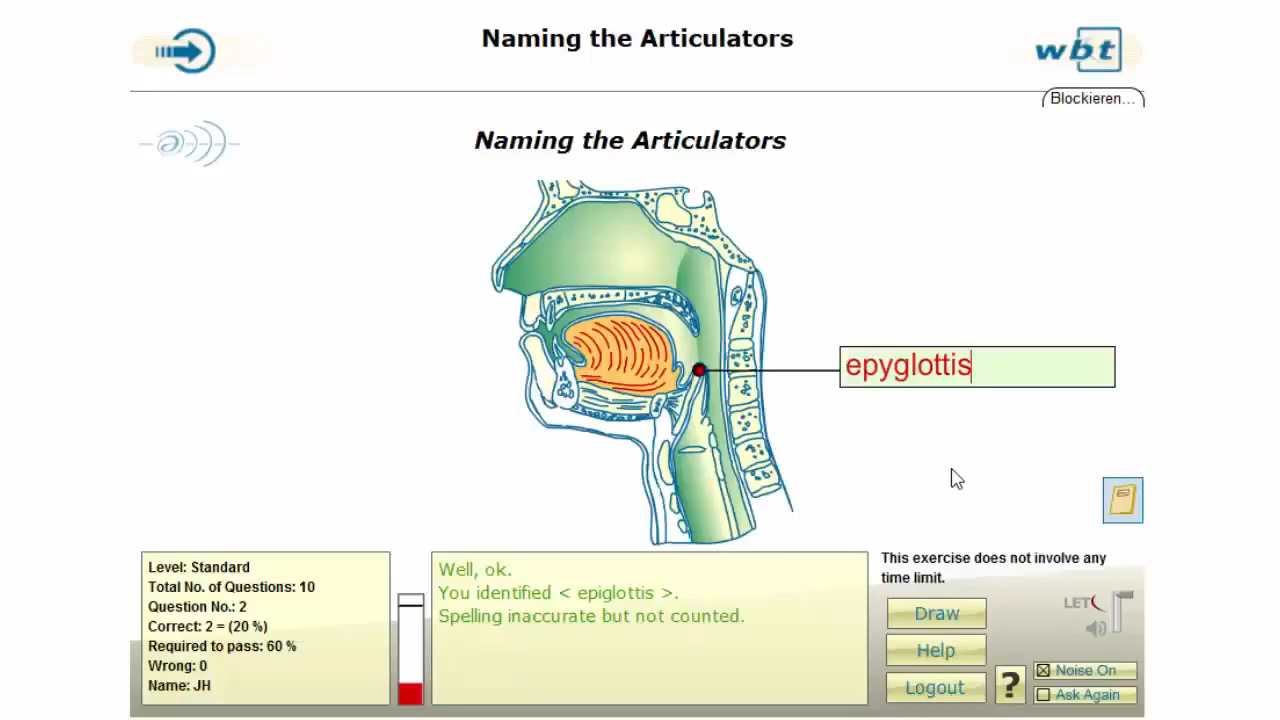 Naming the Articulators
wbt
Blockieren...
Naming the Articulators
epyglottis
Level: Standard
Total No. of Questions: 10
Question No.: 2
Correct: 2 = (20 %)
Required to pass: 60 %
Wrong: 0
Name: JH
Well, ok.
You identified < epiglottis >.
Spelling inaccurate but not counted.
This exercise does not involve any
time limit.
Draw
Help
Logout
?
LET
Noise On
Ask Again